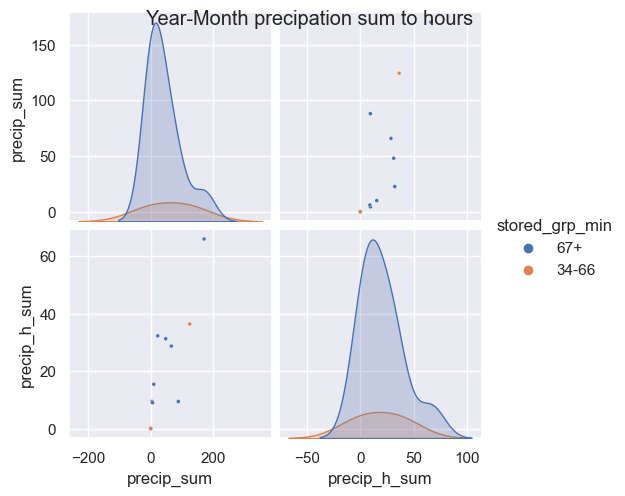 Year-Month precipation sum to hours
150
100
50
0
precip_sum
60
40
20
0
precip_h_sum
−200
0
200
precip_sum
−50
0
50
100
precip_h_sum
stored_grp_min
67+
34-66